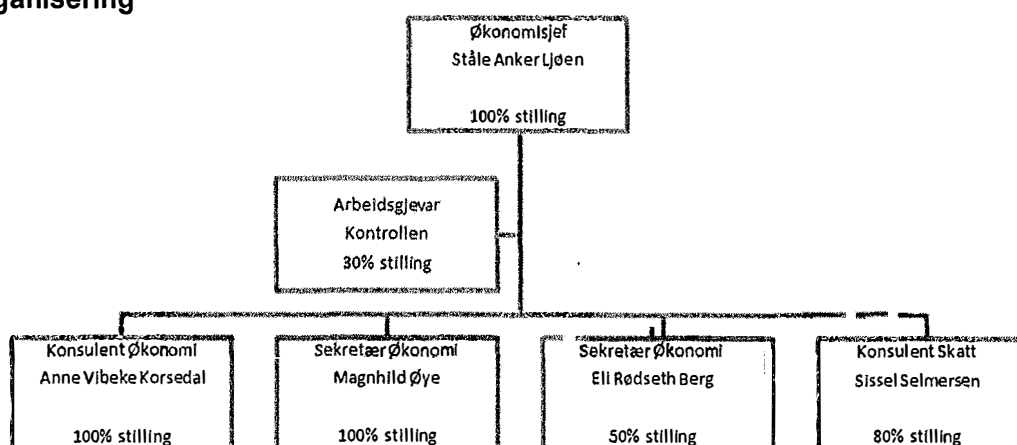 ganisering
Økonomisjef
Ståle Anker Ljøen
100% stilling
Arbeidsgjevar
Kontrollen
30% stilling
Konsulent Økonomi
Anne Vibeke Korsedal
100% stilling
Sekretær Økonomi
Magnhild Øye
100% stilling
Sekretær Økonomi
Eli Rødseth Berg
50% stilling
Konsulent Skatt
Sissel Selmersen
80% stilling